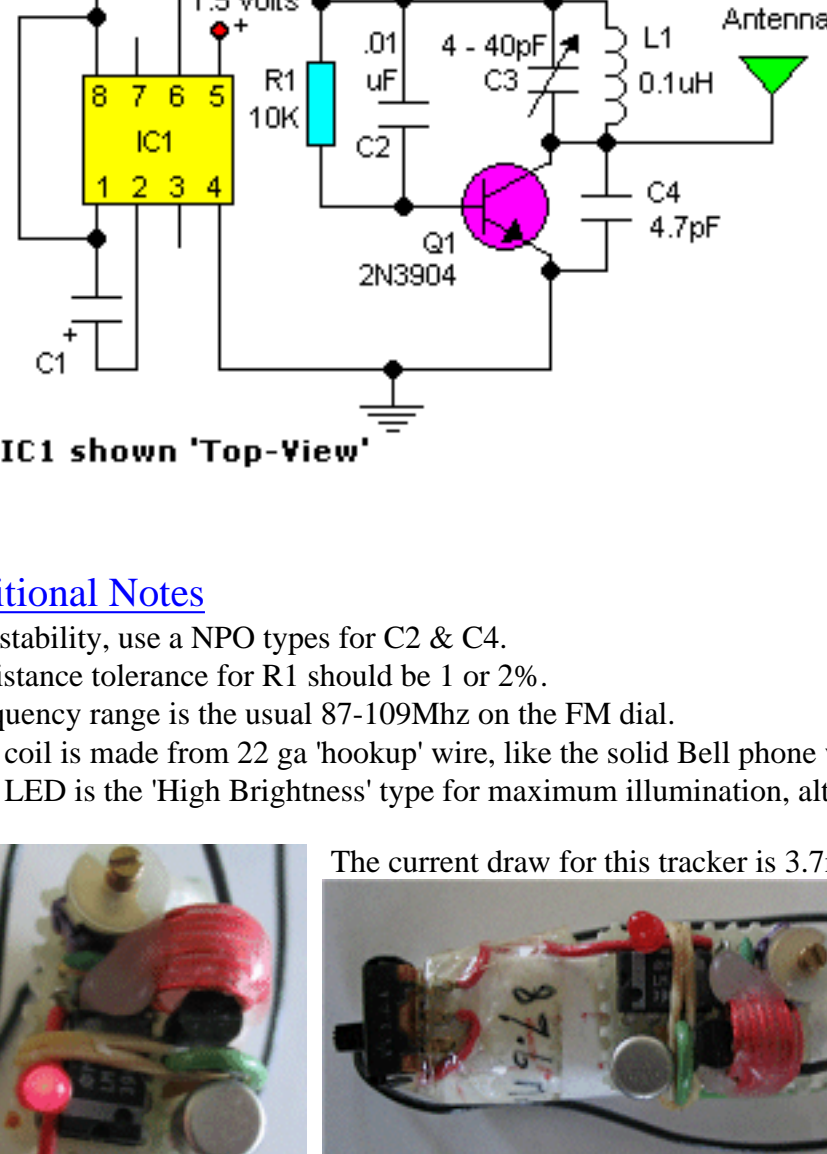 1.5 volts
+
Antenna
.01
uF
C2
4 - 40pF
C3
L1
0.1uH
R1
10K
8 7 6 5
IC1
1 2 3 4
Q1
2N3904
C4
4.7pF
+
C1
IC1 shown 'Top-View'
itional Notes
stability, use a NPO types for C2 & C4.
istance tolerance for R1 should be 1 or 2%.
quency range is the usual 87-109Mhz on the FM dial.
coil is made from 22 ga 'hookup' wire, like the solid Bell phone
LED is the 'High Brightness' type for maximum illumination, alt
The current draw for this tracker is 3.7